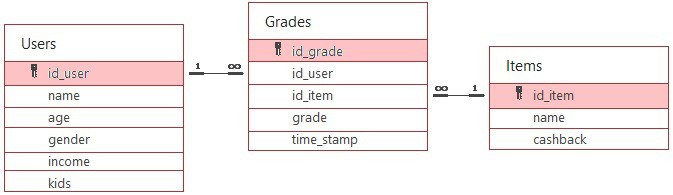 Users
id_user
name
age
gender
income
kids
1
∞
Grades
id_grade
id_user
id_item
grade
time_stamp
∞
1
Items
id_item
name
cashback